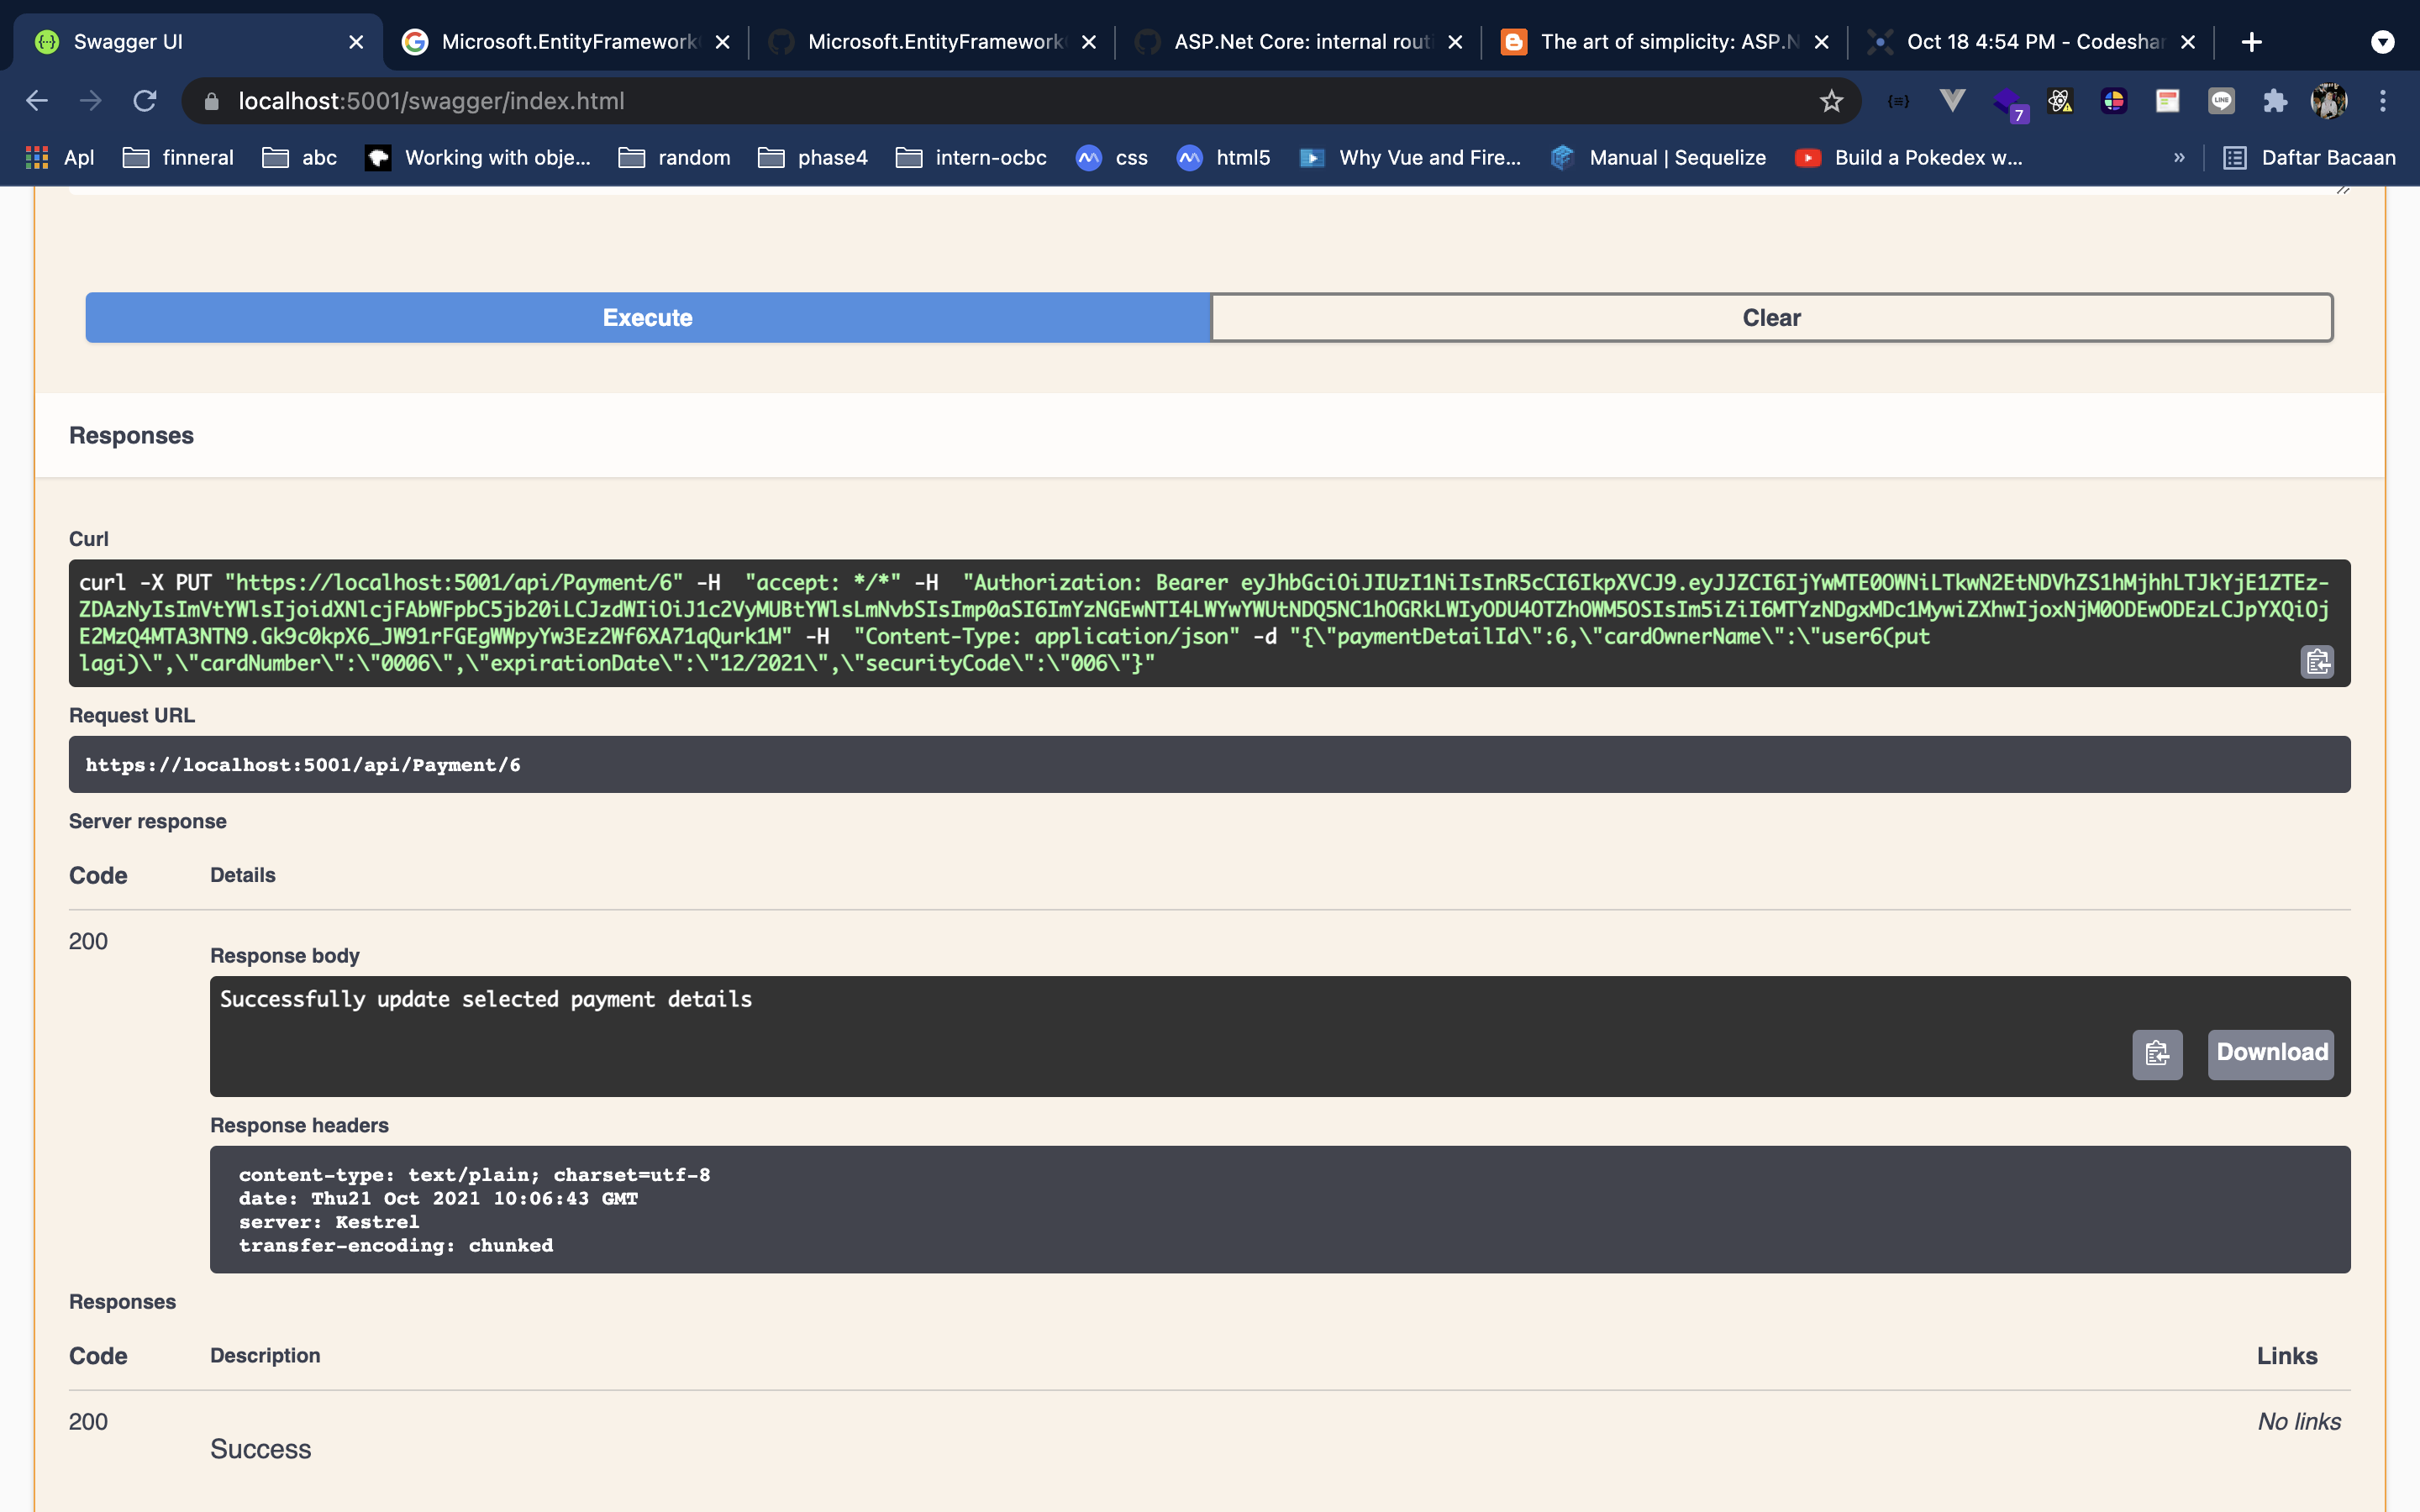 Swagger UI
Microsoft.EntityFramework
Microsoft.EntityFramework
ASP.Net Core: internal rout
The art of simplicity: ASP.N
Oct 18 4:54 PM - Codeshar
localhost:5001/swagger/index.html
7
Apl
finneral
abc
Working with obje...
random
phase4
intern-ocbc
css
html5
Why Vue and Fire...
Manual | Sequelize
Build a Pokedex w...
»
Daftar Bacaan
Execute
Clear
Responses
Curl
curl -X PUT "https://localhost:5001/api/Payment/6" -H  "accept: */*" -H  "Authorization: Bearer eyJhbGciOiJIUzI1NiIsInR5cCI6IkpXVCJ9.eyJJZCI6IjYwMTE0OWNiLTkwN2EtNDVhZS1hMjhhLTJkYjE1ZTEz-
ZDAzNyIsImVtYWlsIjoidXNlcjFAbWFpbC5jb20iLCJzdWIiOiJ1c2VyMUBtYWlsLmNvbSIsImp0aSI6ImYzNGEwNTI4LWYwYWUtNDQ5NC1hOGRkLWIyODU4OTZhOWM5OSIsIm5iZiI6MTYzNDgxMDc1MywiZXhwIjoxNjM0ODEwODEzLCJpYXQiOj
E2MzQ4MTA3NTN9.Gk9c0kpX6_JW91rFGEgWWpyYw3Ez2Wf6XA71qQurk1M" -H  "Content-Type: application/json" -d "{\"paymentDetailId\":6,\"cardOwnerName\":\"user6(put
lagi)\",\"cardNumber\":\"0006\",\"expirationDate\":\"12/2021\",\"securityCode\":\"006\"}"
Request URL
https://localhost:5001/api/Payment/6
Server response
Code
Details
200
Response body
Successfully update selected payment details
Download
Response headers
content-type: text/plain; charset=utf-8
date: Thu21 Oct 2021 10:06:43 GMT
server: Kestrel
transfer-encoding: chunked
Responses
Code
Description
Links
200
Success
No links